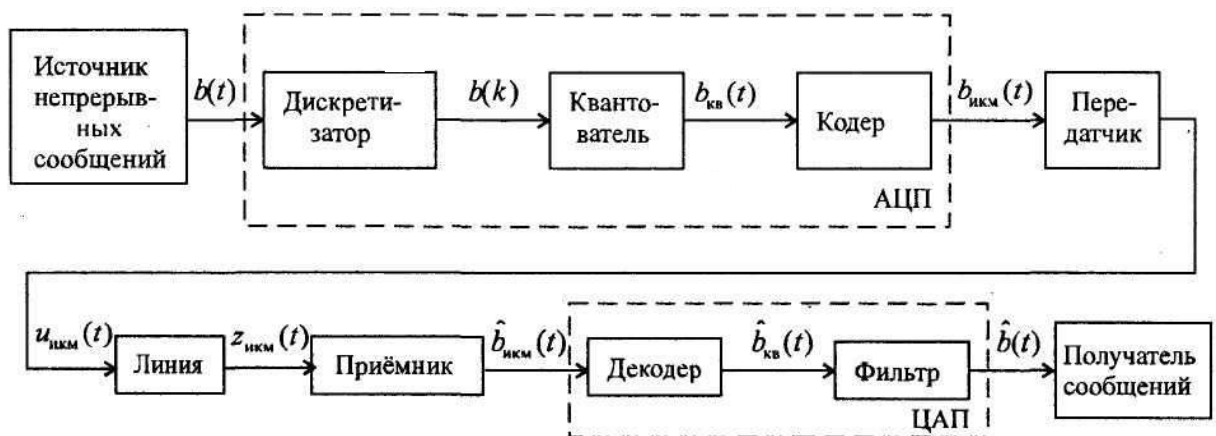 Источник
непрерыв-
ных
сообщений
b(t)
Дискрети-
затор
b(k)
Кванто-
ватель
b_кв(t)
Кодер
b_икм(t)
Пере-
датчик
АЦП
u_икм(t)
Линия
z_икм(t)
Приёмник
b̂_икм(t)
Декодер
b̂_кв(t)
Фильтр
b̂(t)
Получатель
сообщений
ЦАП